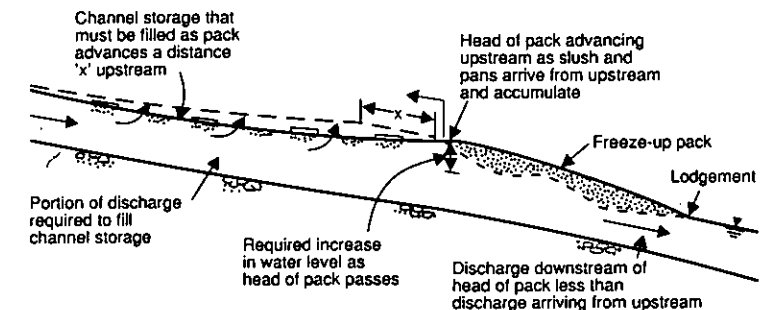 Channel storage that
must be filled as pack
advances a distance
'x' upstream
Head of pack advancing
upstream as slush and
pans arrive from upstream
and accumulate
x
Freeze-up pack
Lodgement
Portion of discharge
required to fill
channel storage
Required increase
in water level as
head of pack passes
Discharge downstream of
head of pack less than
discharge arriving from upstream